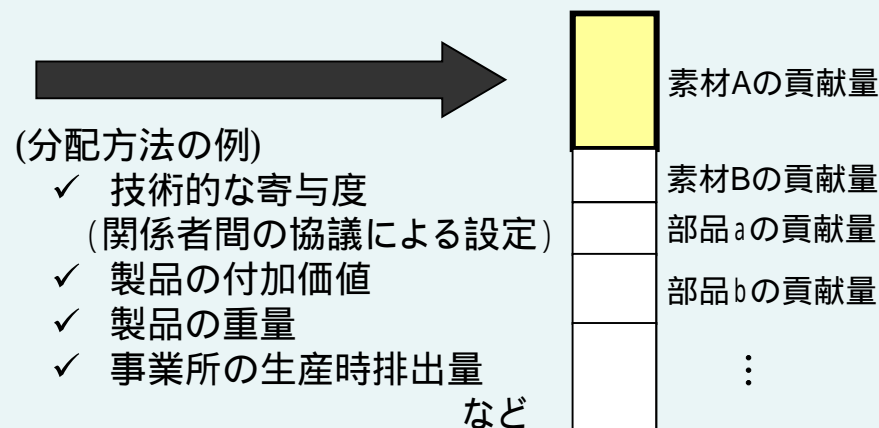 素材Aの貢献量
(分配方法の例)
✓ 技術的な寄与度
(関係者間の協議による設定)
✓ 製品の付加価値
✓ 製品の重量
✓ 事業所の生産時排出量
など
素材Bの貢献量
部品aの貢献量
部品bの貢献量
⋮